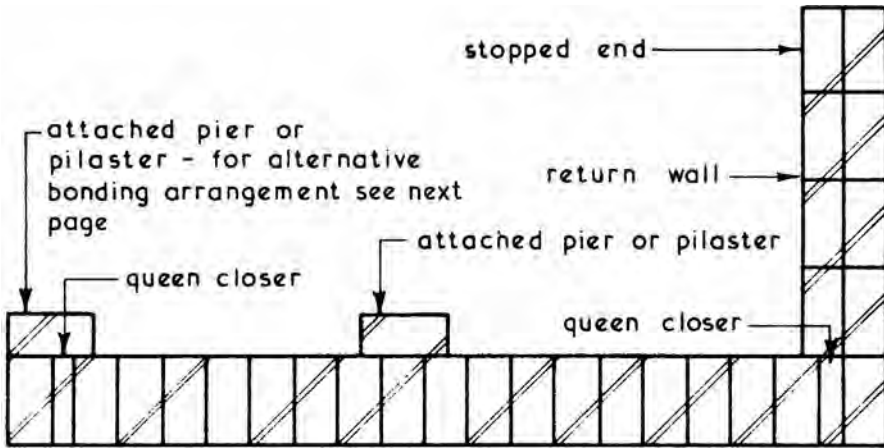 stopped end
attached pier or
pilaster - for alternative
bonding arrangement see next
page
return wall
attached pier or pilaster
queen closer
queen closer